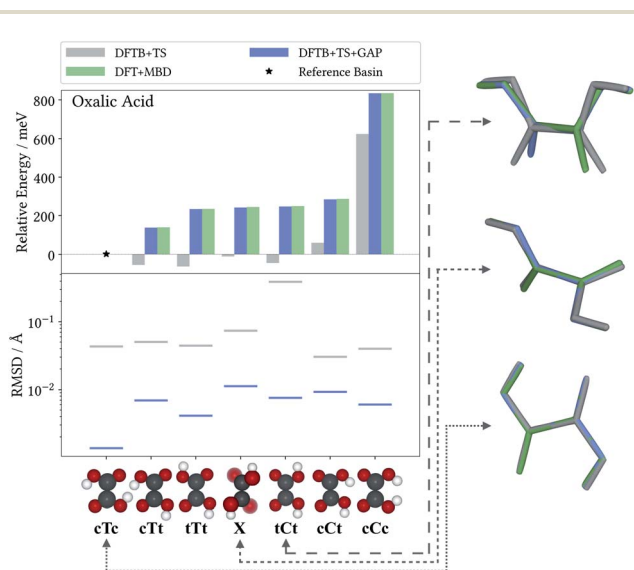 DFTB+TS
DFTB+TS+GAP
DFT+MBD
Reference Basin
Oxalic Acid
Relative Energy / meV
800
600
400
200
0
RMSD / Å
10⁻¹
10⁻²
cTc cTt tTt X tCt cCt cCc